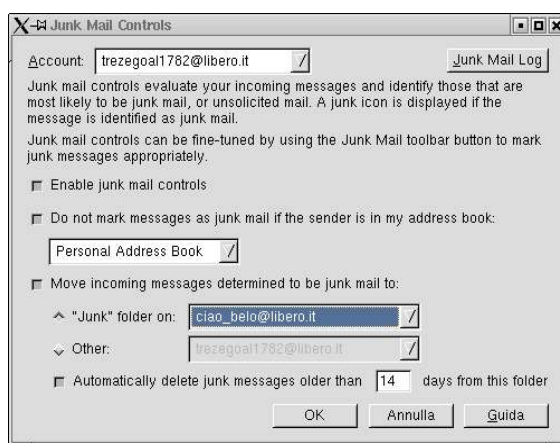 Junk Mail Controls
Account: trezegoal1782@libero.it Junk Mail Log
Junk mail controls evaluate your incoming messages and identify those that are
most likely to be junk mail, or unsolicited mail. A junk icon is displayed if the
message is identified as junk mail.
Junk mail controls can be fine-tuned by using the Junk Mail toolbar button to mark
junk messages appropriately.
Enable junk mail controls
Do not mark messages as junk mail if the sender is in my address book:
Personal Address Book
Move incoming messages determined to be junk mail to:
"Junk" folder on: ciao_belo@libero.it
Other: trezegoal1782@libero.it
Automatically delete junk messages older than 14 days from this folder
OK Annulla Guida